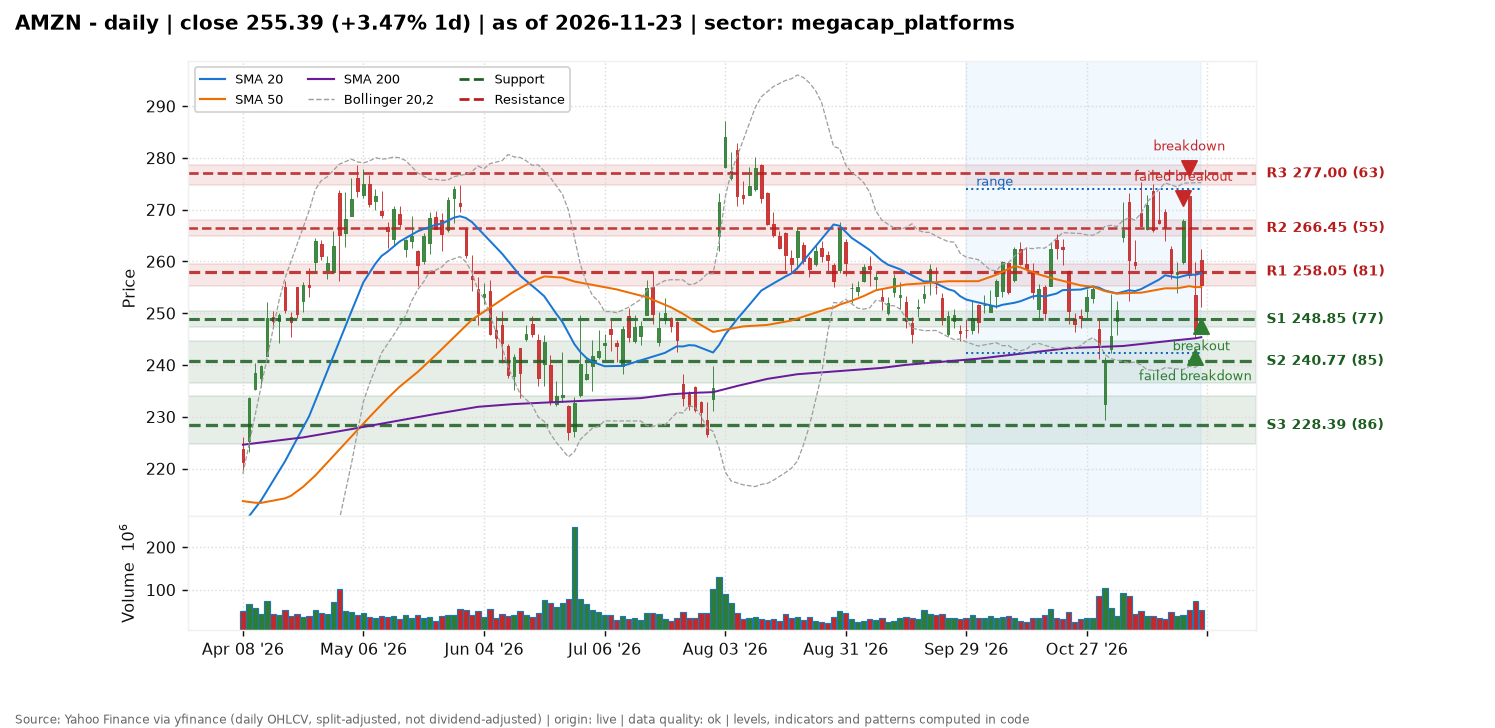 AMZN - daily | close 255.39 (+3.47% 1d) | as of 2026-11-23 | sector: megacap_platforms
SMA 20
SMA 50
SMA 200
Bollinger 20,2
Support
Resistance
Price
290
280
270
260
250
240
230
220
range
breakdown
failed breakout
breakout
failed breakdown
R3 277.00 (63)
R2 266.45 (55)
R1 258.05 (81)
S1 248.85 (77)
S2 240.77 (85)
S3 228.39 (86)
Volume 10⁶
200
100
Apr 08 '26
May 06 '26
Jun 04 '26
Jul 06 '26
Aug 03 '26
Aug 31 '26
Sep 29 '26
Oct 27 '26
Source: Yahoo Finance via yfinance (daily OHLCV, split-adjusted, not dividend-adjusted) | origin: live | data quality: ok | levels, indicators and patterns computed in code